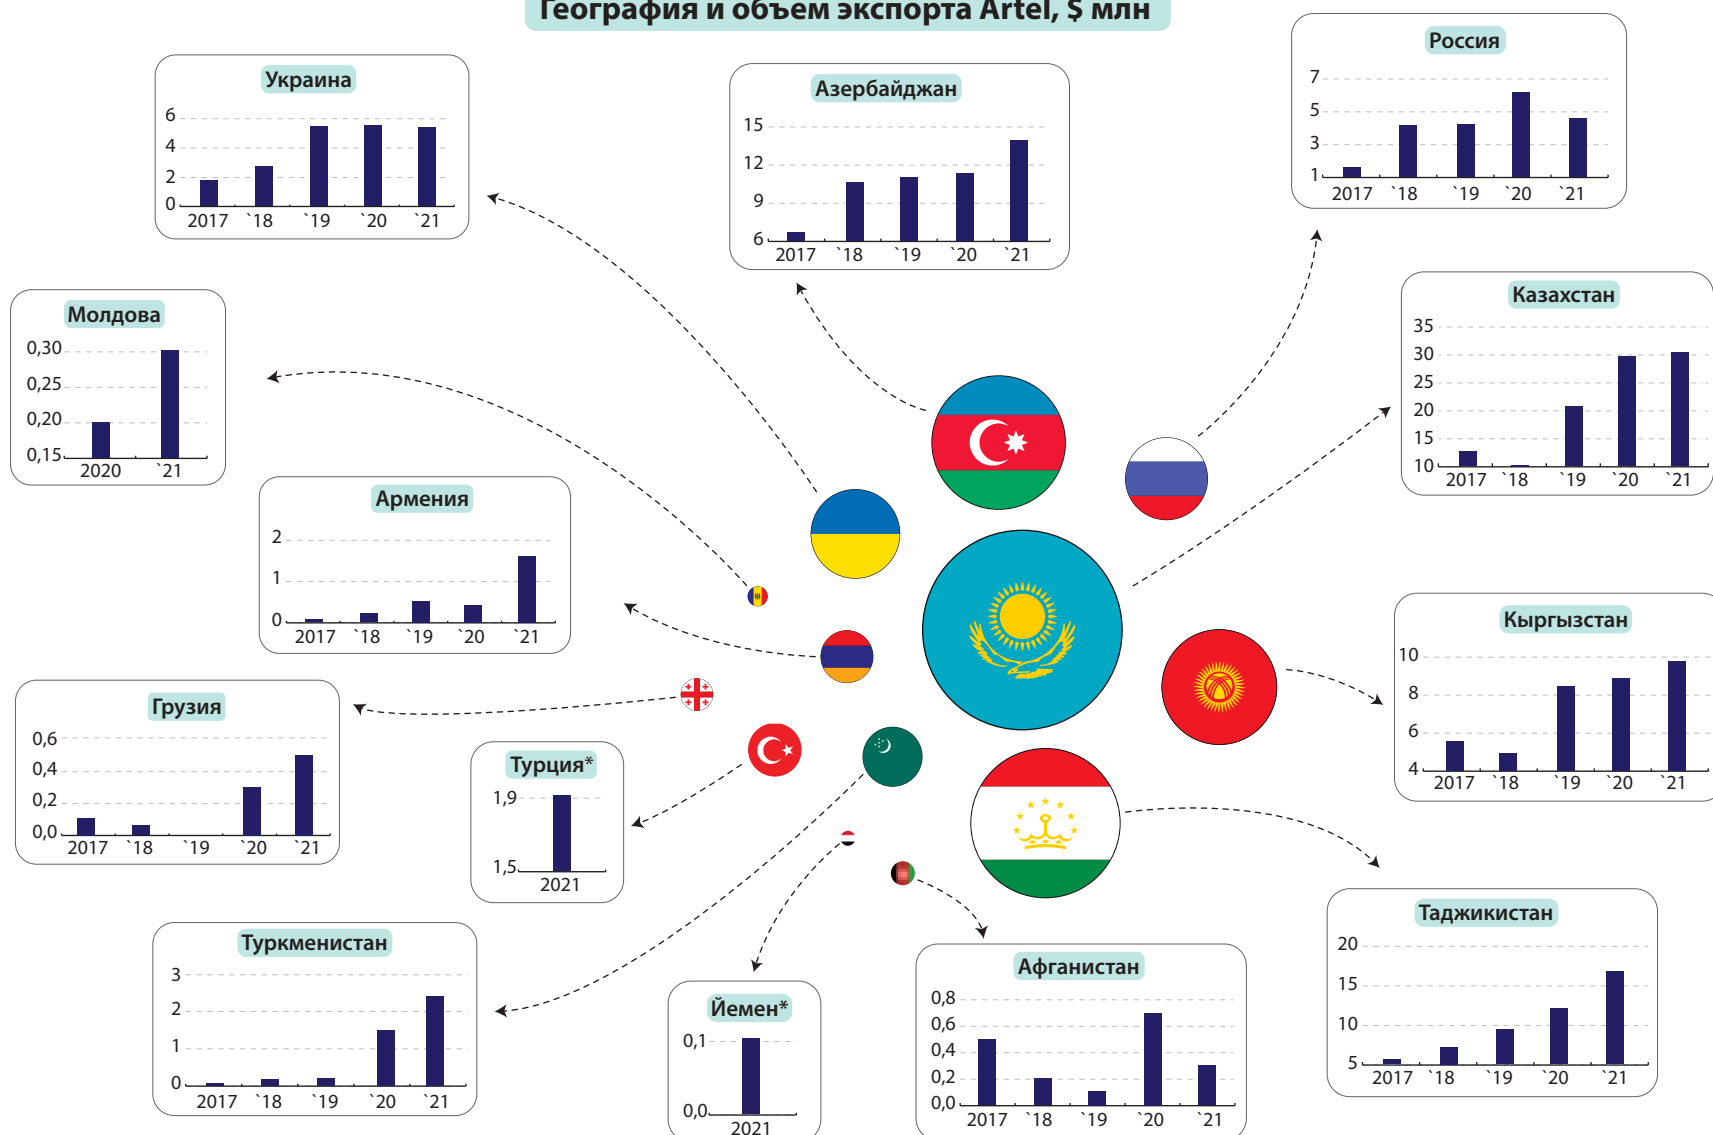 География и объем экспорта Artel, $ млн
Украина
6
4
2
0
2017 `18 `19 `20 `21
Азербайджан
15
12
9
6
2017 `18 `19 `20 `21
Россия
7
5
3
1
2017 `18 `19 `20 `21
Молдова
0,30
0,25
0,20
0,15
2020 `21
Казахстан
35
30
25
20
15
10
2017 `18 `19 `20 `21
Армения
2
1
0
2017 `18 `19 `20 `21
Кыргызстан
10
8
6
4
2017 `18 `19 `20 `21
Грузия
0,6
0,4
0,2
0,0
2017 `18 `19 `20 `21
Турция*
1,9
1,5
2021
Туркменистан
3
2
1
0
2017 `18 `19 `20 `21
Йемен*
0,1
0,0
2021
Афганистан
0,8
0,6
0,4
0,2
0,0
2017 `18 `19 `20 `21
Таджикистан
20
15
10
5
2017 `18 `19 `20 `21